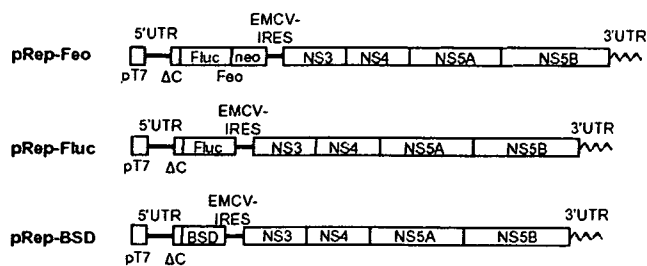 EMCV-
5'UTR IRES 3'UTR
pRep-Feo Fluc neo NS3 NS4 NS5A NS5B
pT7 ΔC Feo
EMCV-
5'UTR IRES 3'UTR
pRep-Fluc Fluc NS3 NS4 NS5A NS5B
pT7 ΔC
EMCV-
5'UTR IRES 3'UTR
pRep-BSD BSD NS3 NS4 NS5A NS5B
pT7 ΔC